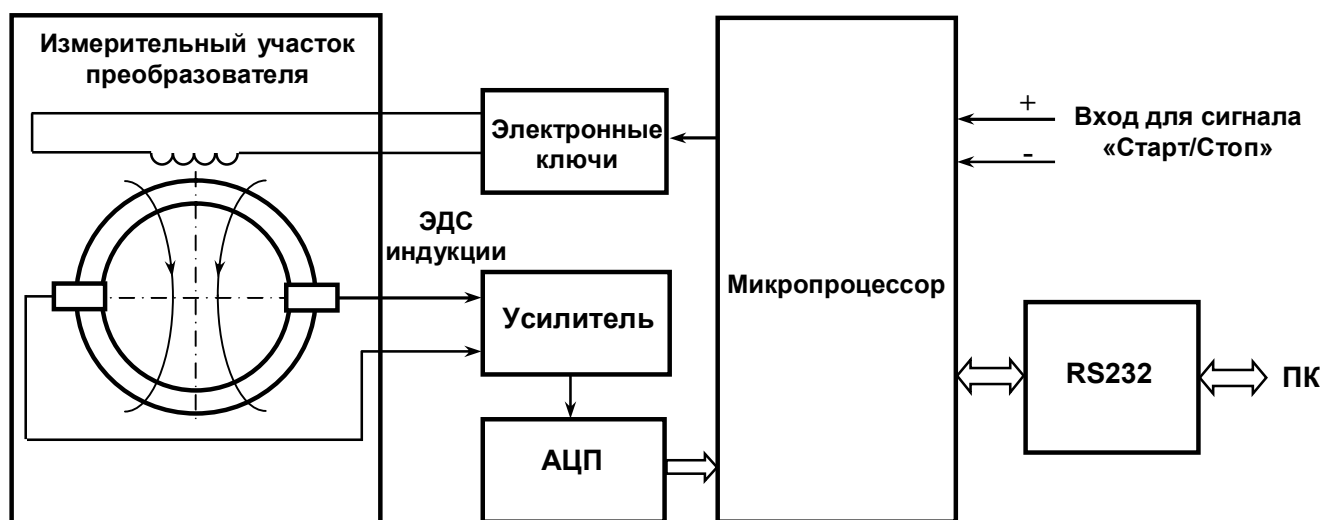 Измерительный участок
преобразователя
Электронные
ключи
ЭДС
индукции
Усилитель
АЦП
Микропроцессор
+
-
Вход для сигнала
«Старт/Стоп»
RS232
ПК